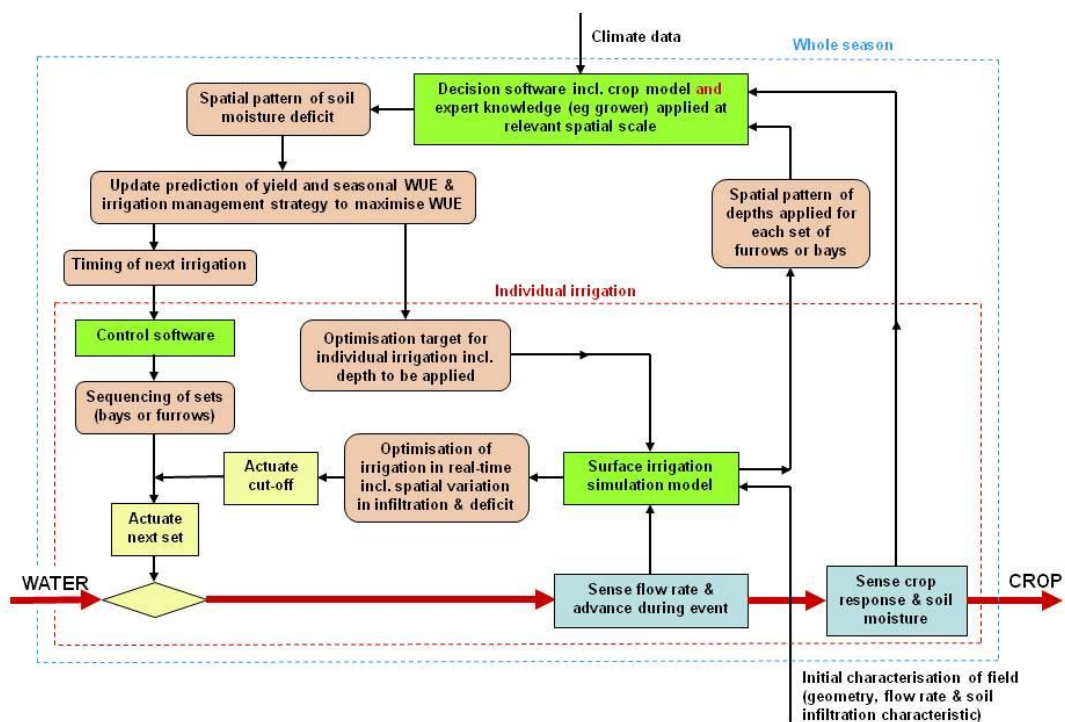 Climate data
Whole season
Decision software incl. crop model and
expert knowledge (eg grower) applied at
relevant spatial scale
Spatial pattern of soil
moisture deficit
Update prediction of yield and seasonal WUE &
irrigation management strategy to maximise WUE
Spatial pattern of
depths applied for
each set of
furrows or bays
Timing of next irrigation
Individual irrigation
Control software
Optimisation target for
individual irrigation incl.
depth to be applied
Sequencing of sets
(bays or furrows)
Actuate
cut-off
Optimisation of
irrigation in real-time
incl. spatial variation
in infiltration & deficit
Surface irrigation
simulation model
Actuate
next set
WATER
Sense flow rate &
advance during event
Sense crop
response & soil
moisture
CROP
Initial characterisation of field
(geometry, flow rate & soil
infiltration characteristic)